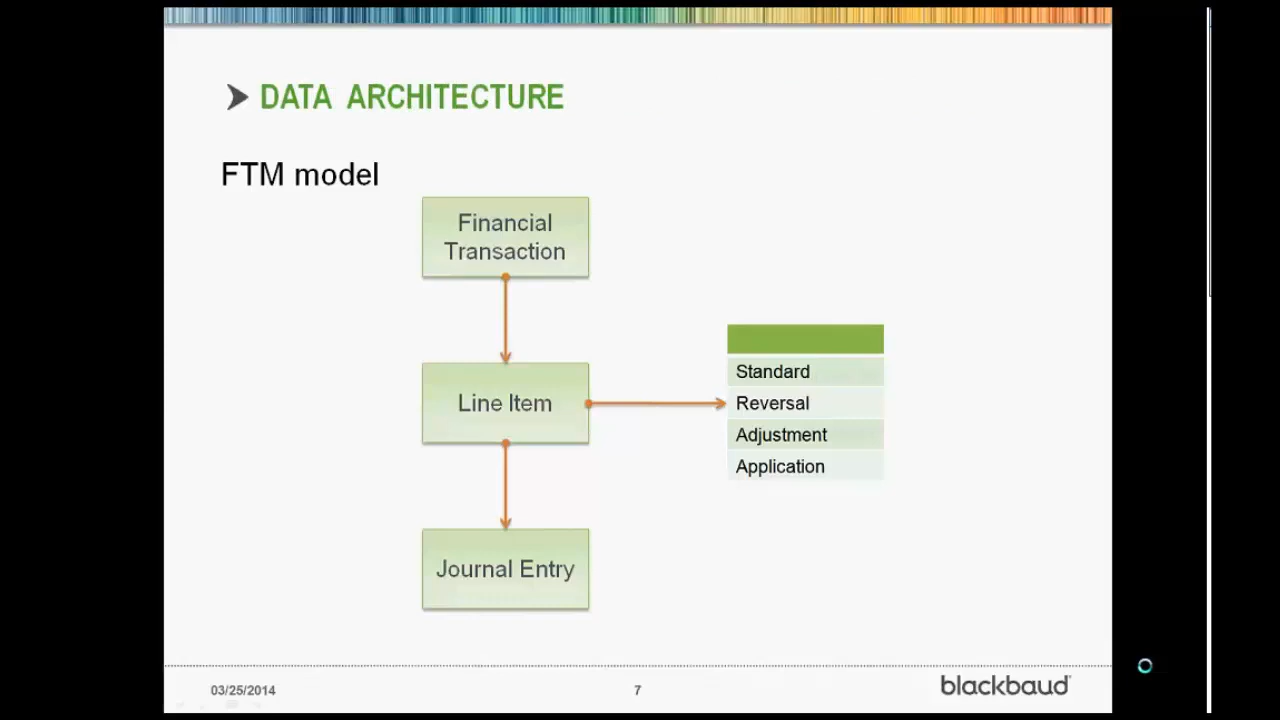 DATA ARCHITECTURE
FTM model
Financial
Transaction
Line Item
Standard
Reversal
Adjustment
Application
Journal Entry
03/25/2014
7
blackbaud